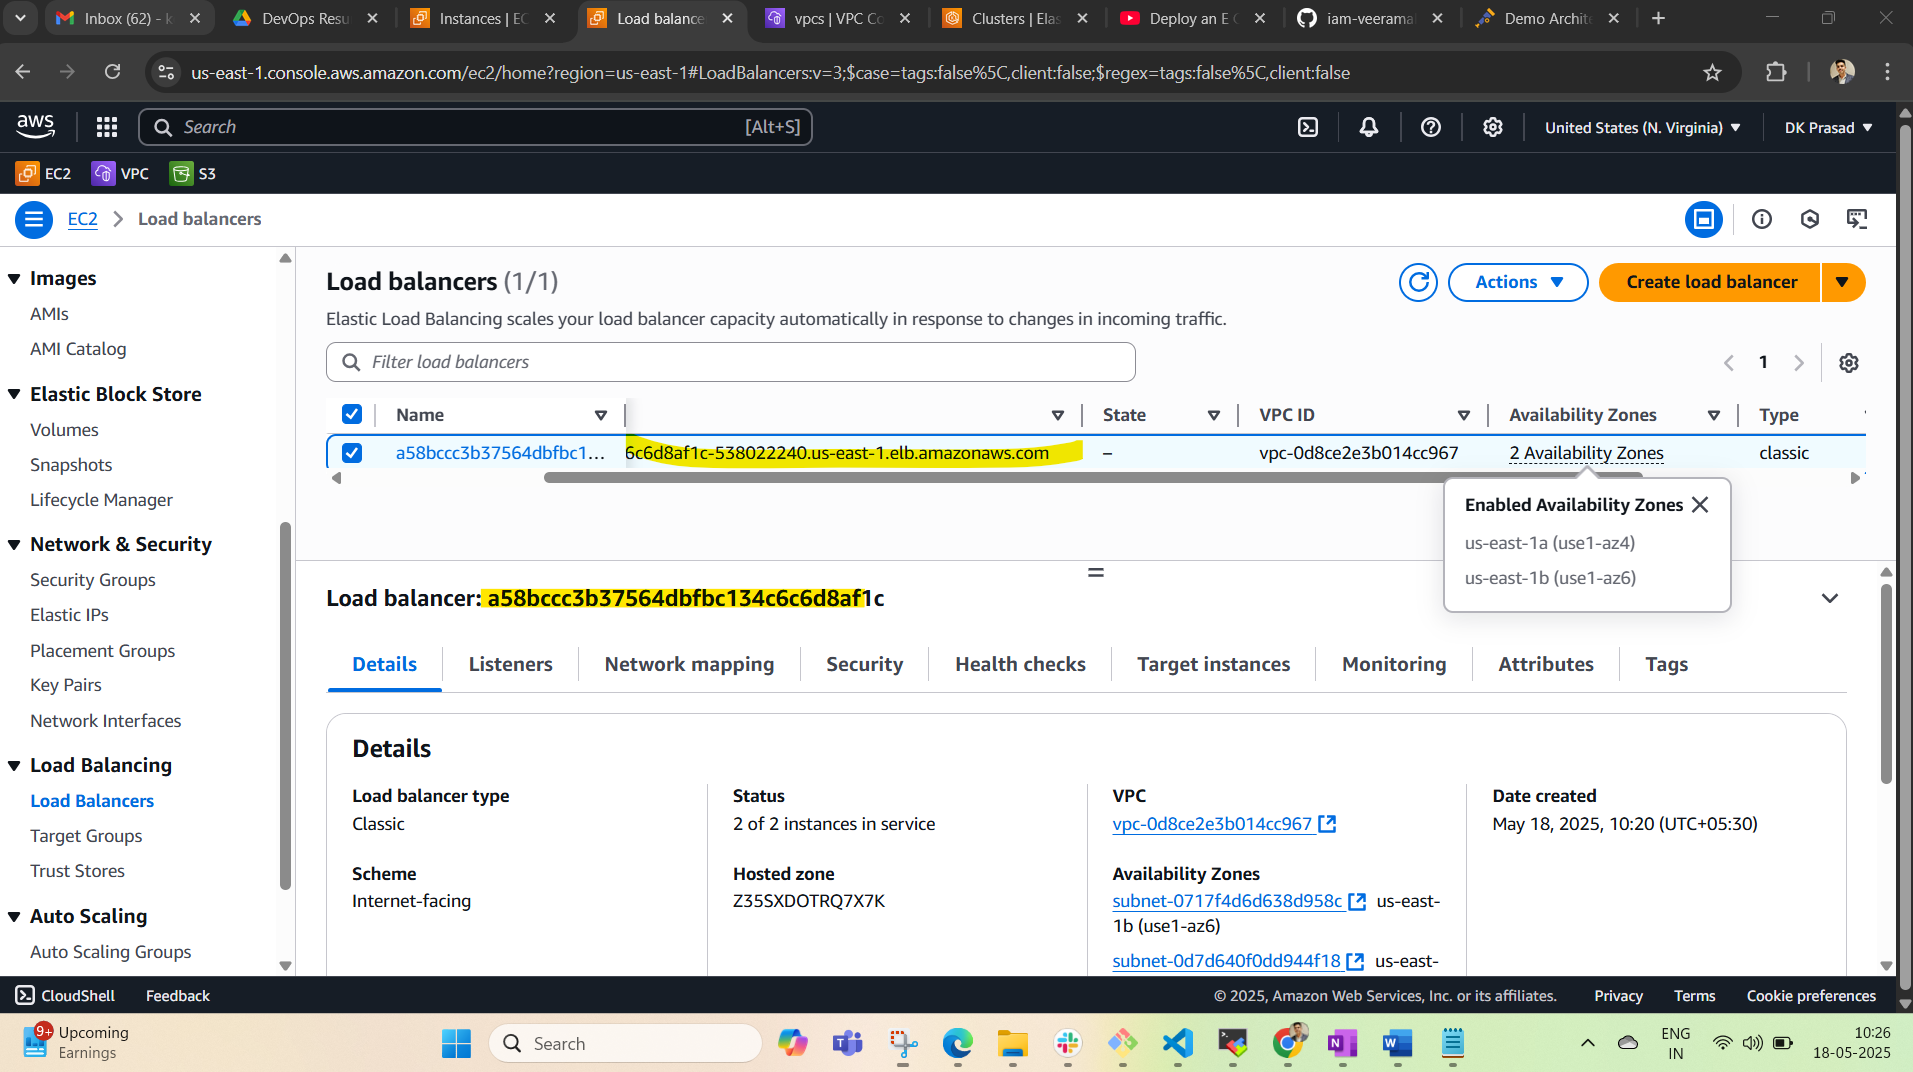 Inbox (62) - k
DevOps Resu
Instances | EC
Load balance
vpcs | VPC Co
Clusters | Elas
Deploy an E C
iam-veerama
Demo Archite
us-east-1.console.aws.amazon.com/ec2/home?region=us-east-1#LoadBalancers:v=3;$case=tags:false%5C,client:false;$regex=tags:false%5C,client:false
aws
Search
[Alt+S]
United States (N. Virginia)
DK Prasad
EC2
VPC
S3
EC2
Load balancers
Images
AMIs
AMI Catalog
Elastic Block Store
Volumes
Snapshots
Lifecycle Manager
Network & Security
Security Groups
Elastic IPs
Placement Groups
Key Pairs
Network Interfaces
Load Balancing
Load Balancers
Target Groups
Trust Stores
Auto Scaling
Auto Scaling Groups
Load balancers (1/1)
Actions
Create load balancer
Elastic Load Balancing scales your load balancer capacity automatically in response to changes in incoming traffic.
Filter load balancers
1
Name
State
VPC ID
Availability Zones
Type
a58bccc3b37564dbfbc1...
6c6d8af1c-538022240.us-east-1.elb.amazonaws.com
–
vpc-0d8ce2e3b014cc967
2 Availability Zones
classic
Enabled Availability Zones
us-east-1a (use1-az4)
us-east-1b (use1-az6)
Load balancer: a58bccc3b37564dbfbc134c6c6d8af1c
Details
Listeners
Network mapping
Security
Health checks
Target instances
Monitoring
Attributes
Tags
Details
Load balancer type
Classic
Status
2 of 2 instances in service
VPC
vpc-0d8ce2e3b014cc967
Date created
May 18, 2025, 10:20 (UTC+05:30)
Scheme
Internet-facing
Hosted zone
Z35SXDOTRQ7X7K
Availability Zones
subnet-0717f4d6d638d958c us-east-
1b (use1-az6)
subnet-0d7d640f0dd944f18 us-east-
CloudShell
Feedback
© 2025, Amazon Web Services, Inc. or its affiliates.
Privacy
Terms
Cookie preferences
9+
Upcoming
Earnings
Search
ENG
IN
10:26
18-05-2025